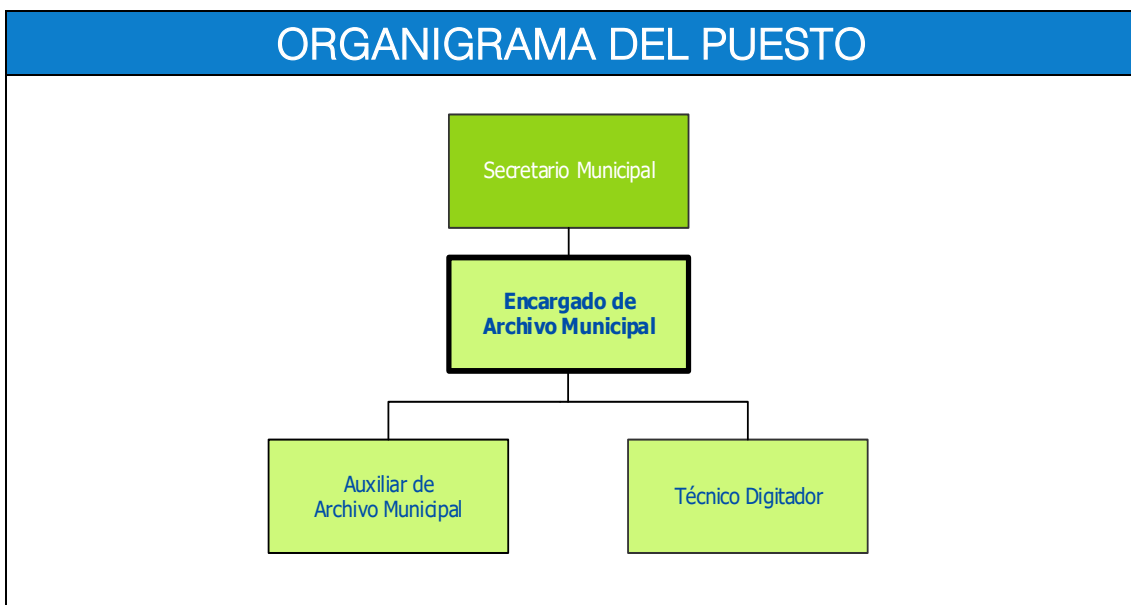 ORGANIGRAMA DEL PUESTO
Secretario Municipal
Encargado de
Archivo Municipal
Auxiliar de
Archivo Municipal
Técnico Digitador